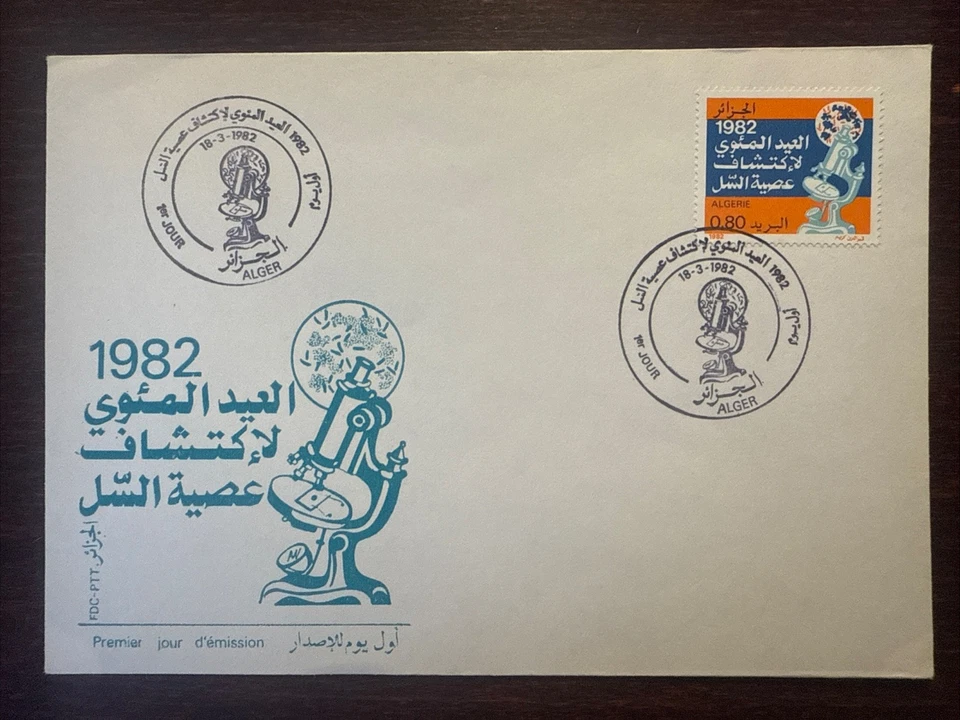 1982 العيد المئوي لإكتشاف عصية السل
18-3-1982
أول يوم
1er JOUR
الجزائر
ALGER
الجزائر
1982
العيد المئوي
لإكتشاف
عصية السّل
ALGERIE
0,80 البريد
1982
1982 العيد المئوي لإكتشاف عصية السل
18-3-1982
أول يوم
1er JOUR
الجزائر
ALGER
1982
العيد المئوي
لإكتشاف
عصية السّل
FDC-PTT. الجزائر
Premier jour d'émission أول يوم للإصدار